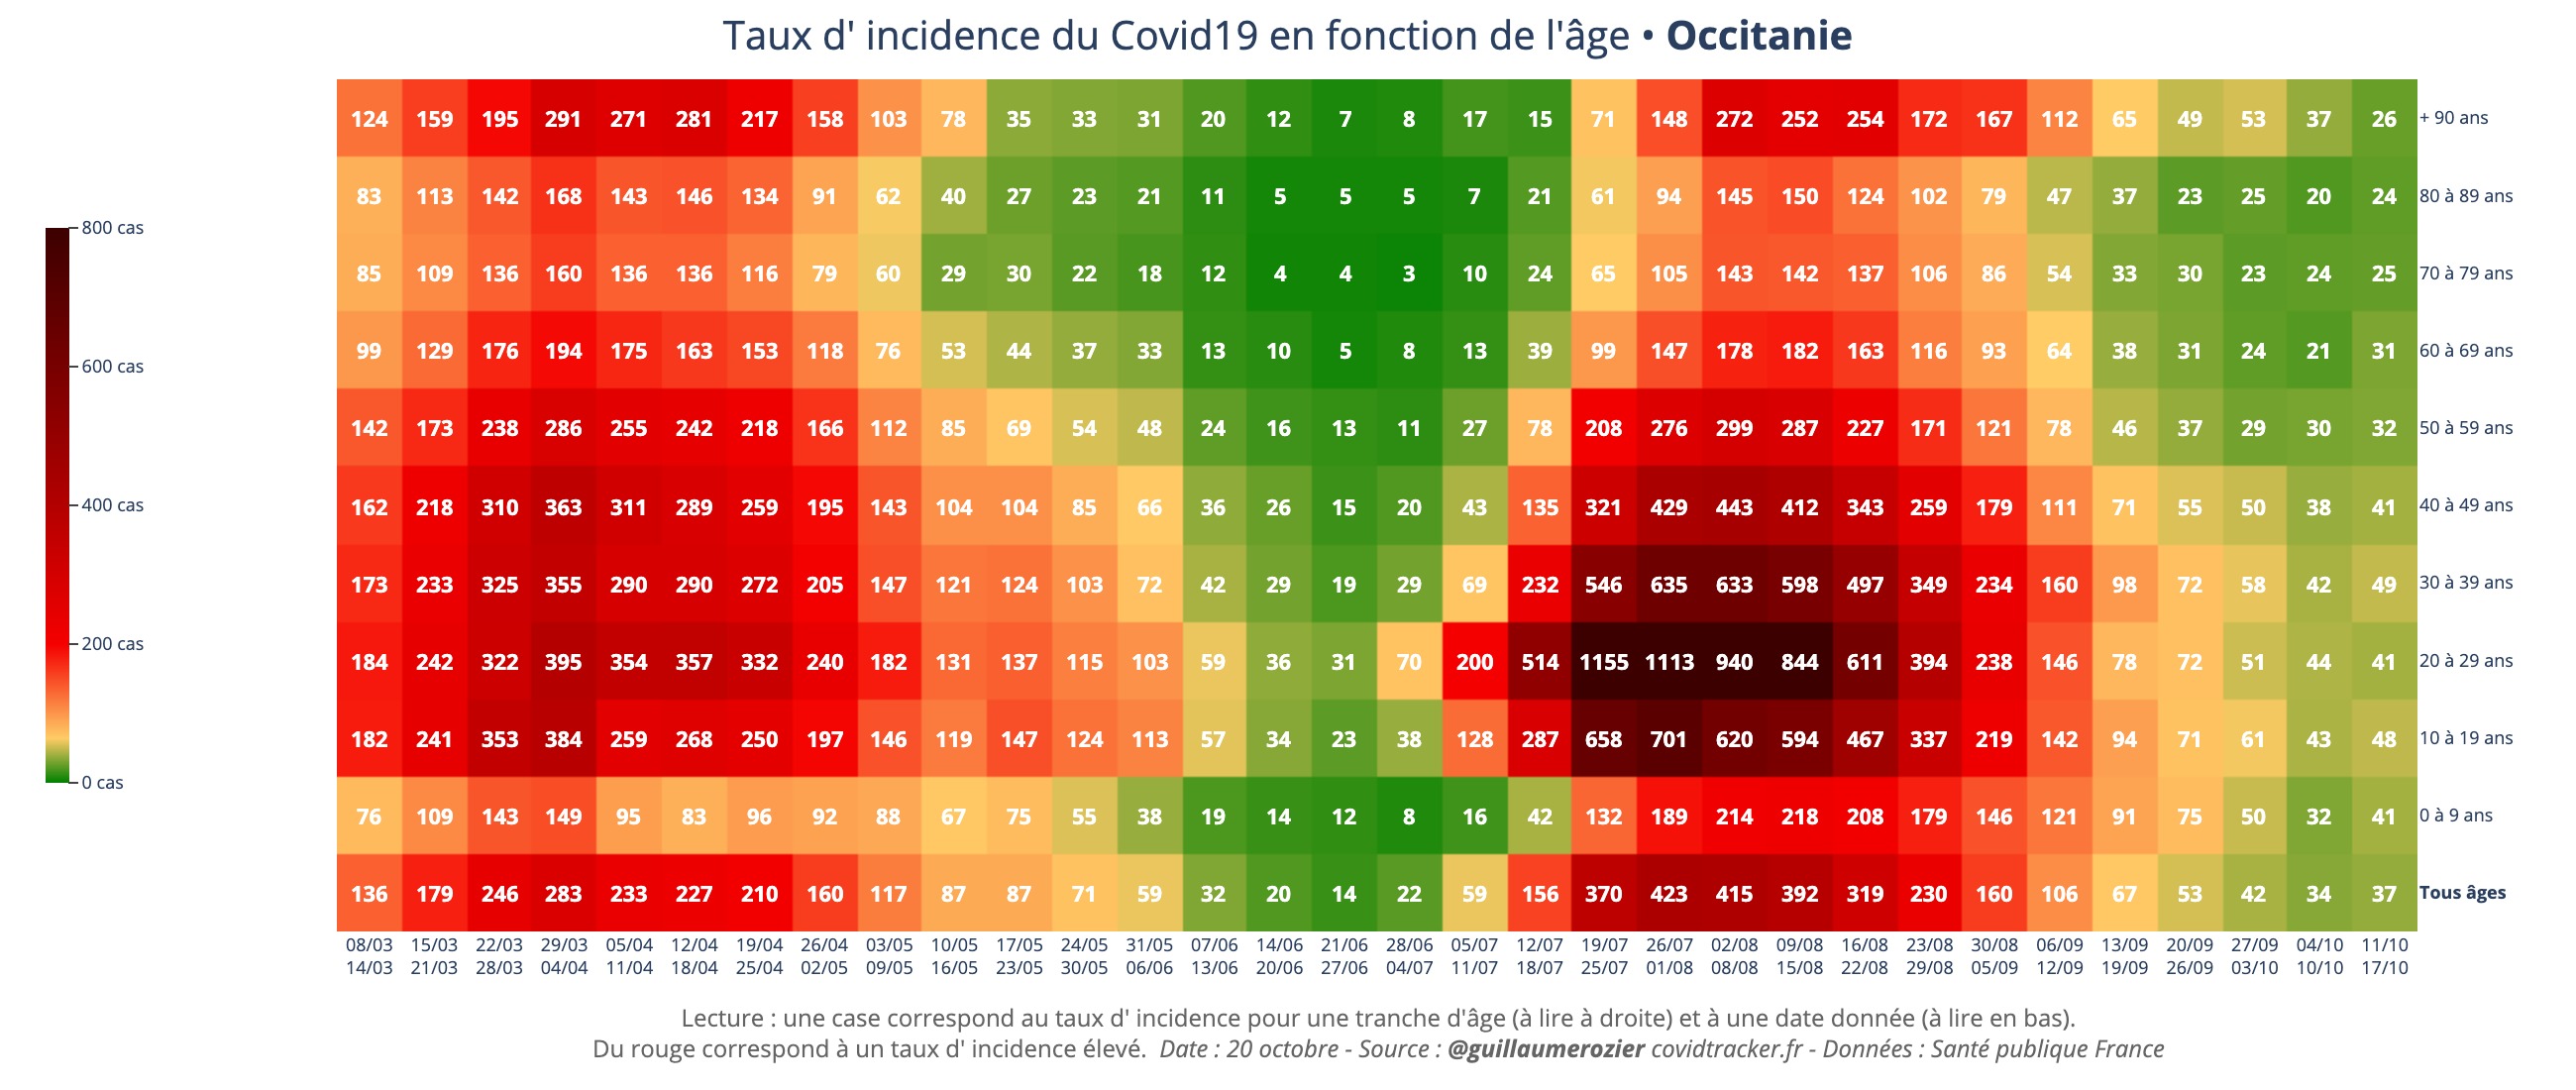 Taux d' incidence du Covid19 en fonction de l'âge • Occitanie
124 159 195 291 271 281 217 158 103 78 35 33 31 20 12 7 8 17 15 71 148 272 252 254 172 167 112 65 49 53 37 26 + 90 ans
83 113 142 168 143 146 134 91 62 40 27 23 21 11 5 5 5 7 21 61 94 145 150 124 102 79 47 37 23 25 20 24 80 à 89 ans
800 cas
85 109 136 160 136 136 116 79 60 29 30 22 18 12 4 4 3 10 24 65 105 143 142 137 106 86 54 33 30 23 24 25 70 à 79 ans
99 129 176 194 175 163 153 118 76 53 44 37 33 13 10 5 8 13 39 99 147 178 182 163 116 93 64 38 31 24 21 31 60 à 69 ans
600 cas
142 173 238 286 255 242 218 166 112 85 69 54 48 24 16 13 11 27 78 208 276 299 287 227 171 121 78 46 37 29 30 32 50 à 59 ans
400 cas
162 218 310 363 311 289 259 195 143 104 104 85 66 36 26 15 20 43 135 321 429 443 412 343 259 179 111 71 55 50 38 41 40 à 49 ans
173 233 325 355 290 290 272 205 147 121 124 103 72 42 29 19 29 69 232 546 635 633 598 497 349 234 160 98 72 58 42 49 30 à 39 ans
200 cas
184 242 322 395 354 357 332 240 182 131 137 115 103 59 36 31 70 200 514 1155 1113 940 844 611 394 238 146 78 72 51 44 41 20 à 29 ans
182 241 353 384 259 268 250 197 146 119 147 124 113 57 34 23 38 128 287 658 701 620 594 467 337 219 142 94 71 61 43 48 10 à 19 ans
0 cas
76 109 143 149 95 83 96 92 88 67 75 55 38 19 14 12 8 16 42 132 189 214 218 208 179 146 121 91 75 50 32 41 0 à 9 ans
136 179 246 283 233 227 210 160 117 87 87 71 59 32 20 14 22 59 156 370 423 415 392 319 230 160 106 67 53 42 34 37 Tous âges
08/03 15/03 22/03 29/03 05/04 12/04 19/04 26/04 03/05 10/05 17/05 24/05 31/05 07/06 14/06 21/06 28/06 05/07 12/07 19/07 26/07 02/08 09/08 16/08 23/08 30/08 06/09 13/09 20/09 27/09 04/10 11/10
14/03 21/03 28/03 04/04 11/04 18/04 25/04 02/05 09/05 16/05 23/05 30/05 06/06 13/06 20/06 27/06 04/07 11/07 18/07 25/07 01/08 08/08 15/08 22/08 29/08 05/09 12/09 19/09 26/09 03/10 10/10 17/10
Lecture : une case correspond au taux d' incidence pour une tranche d'âge (à lire à droite) et à une date donnée (à lire en bas).
Du rouge correspond à un taux d' incidence élevé. Date : 20 octobre - Source : @guillaumerozier covidtracker.fr - Données : Santé publique France